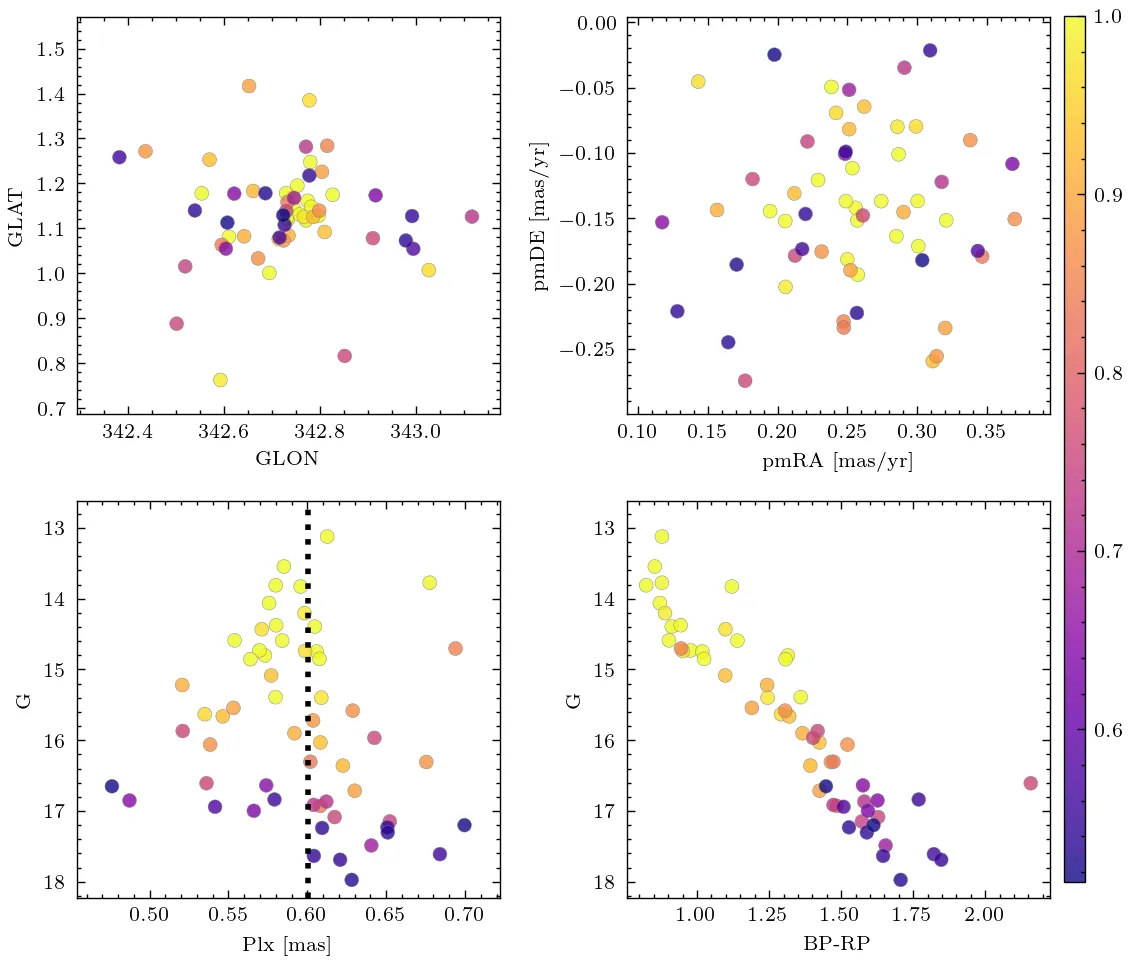 1.5
1.4
1.3
1.2
1.1
1.0
0.9
0.8
0.7
GLAT
342.4 342.6 342.8 343.0
GLON
0.00
−0.05
−0.10
−0.15
−0.20
−0.25
pmDE [mas/yr]
0.10 0.15 0.20 0.25 0.30 0.35
pmRA [mas/yr]
13
14
15
16
17
18
G
0.50 0.55 0.60 0.65 0.70
Plx [mas]
13
14
15
16
17
18
G
1.00 1.25 1.50 1.75 2.00
BP-RP
1.0
0.9
0.8
0.7
0.6